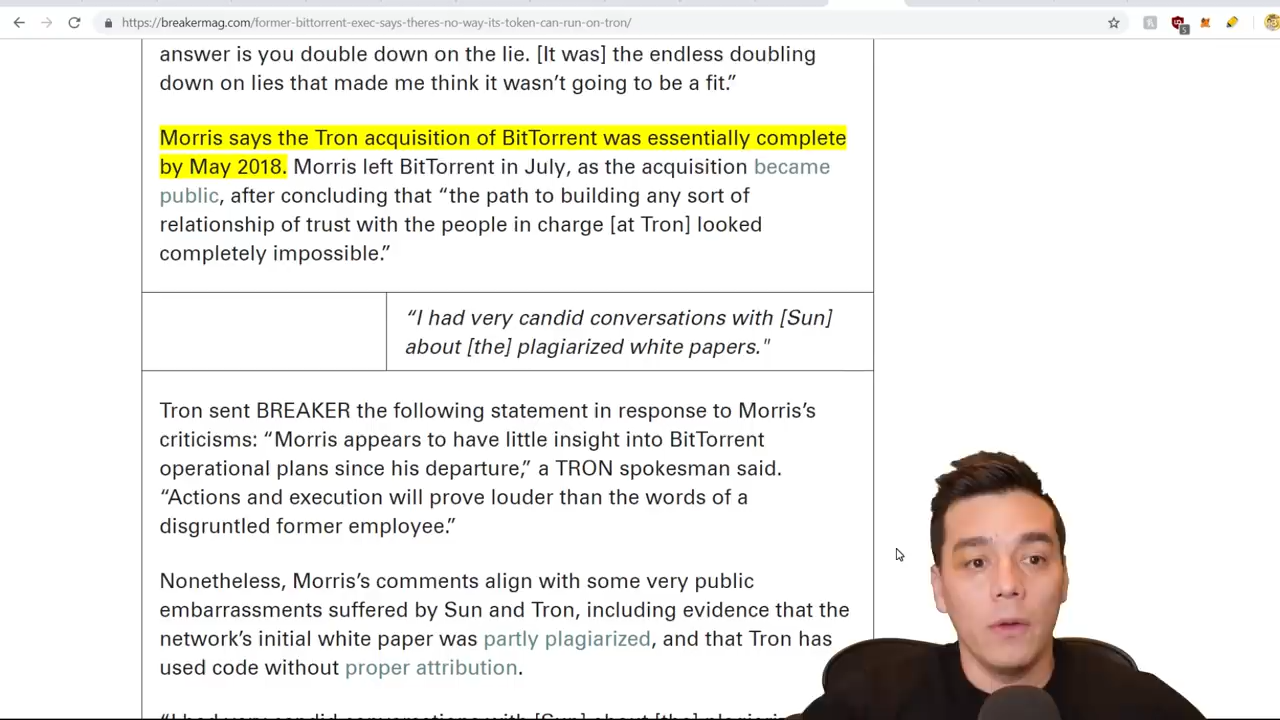 https://breakermag.com/former-bittorrent-exec-says-theres-no-way-its-token-can-run-on-tron/
answer is you double down on the lie. [It was] the endless doubling
down on lies that made me think it wasn’t going to be a fit.”
Morris says the Tron acquisition of BitTorrent was essentially complete
by May 2018. Morris left BitTorrent in July, as the acquisition became
public, after concluding that “the path to building any sort of
relationship of trust with the people in charge [at Tron] looked
completely impossible.”
“I had very candid conversations with [Sun]
about [the] plagiarized white papers."
Tron sent BREAKER the following statement in response to Morris’s
criticisms: “Morris appears to have little insight into BitTorrent
operational plans since his departure,” a TRON spokesman said.
“Actions and execution will prove louder than the words of a
disgruntled former employee.”
Nonetheless, Morris’s comments align with some very public
embarrassments suffered by Sun and Tron, including evidence that the
network’s initial white paper was partly plagiarized, and that Tron has
used code without proper attribution.
“I had very candid conversations with [Sun] about [the]